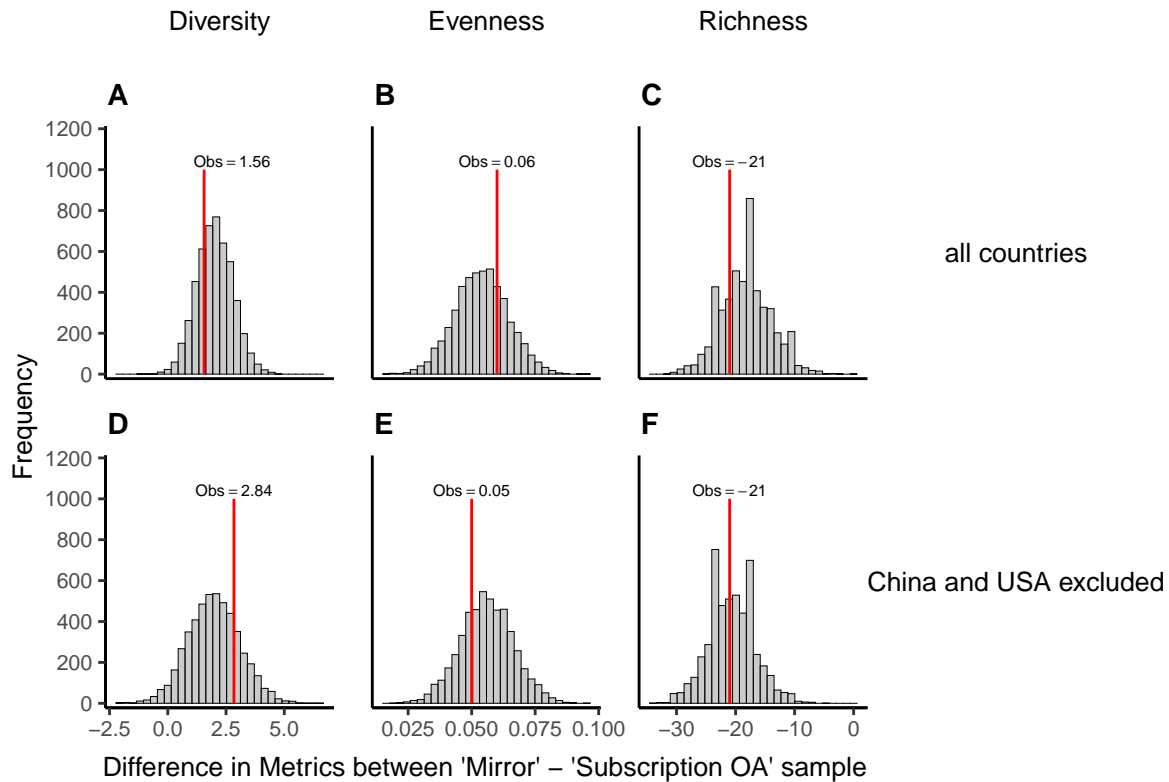 Diversity Evenness Richness
A B C
1200
1000
800
600
400
200
0
Obs = 1.56 Obs = 0.06 Obs = −21
all countries
Frequency
D E F
1200
1000
800
600
400
200
0
Obs = 2.84 Obs = 0.05 Obs = −21
China and USA excluded
−2.5 0.0 2.5 5.0 0.025 0.050 0.075 0.100 −30 −20 −10 0
Difference in Metrics between 'Mirror' − 'Subscription OA' sample